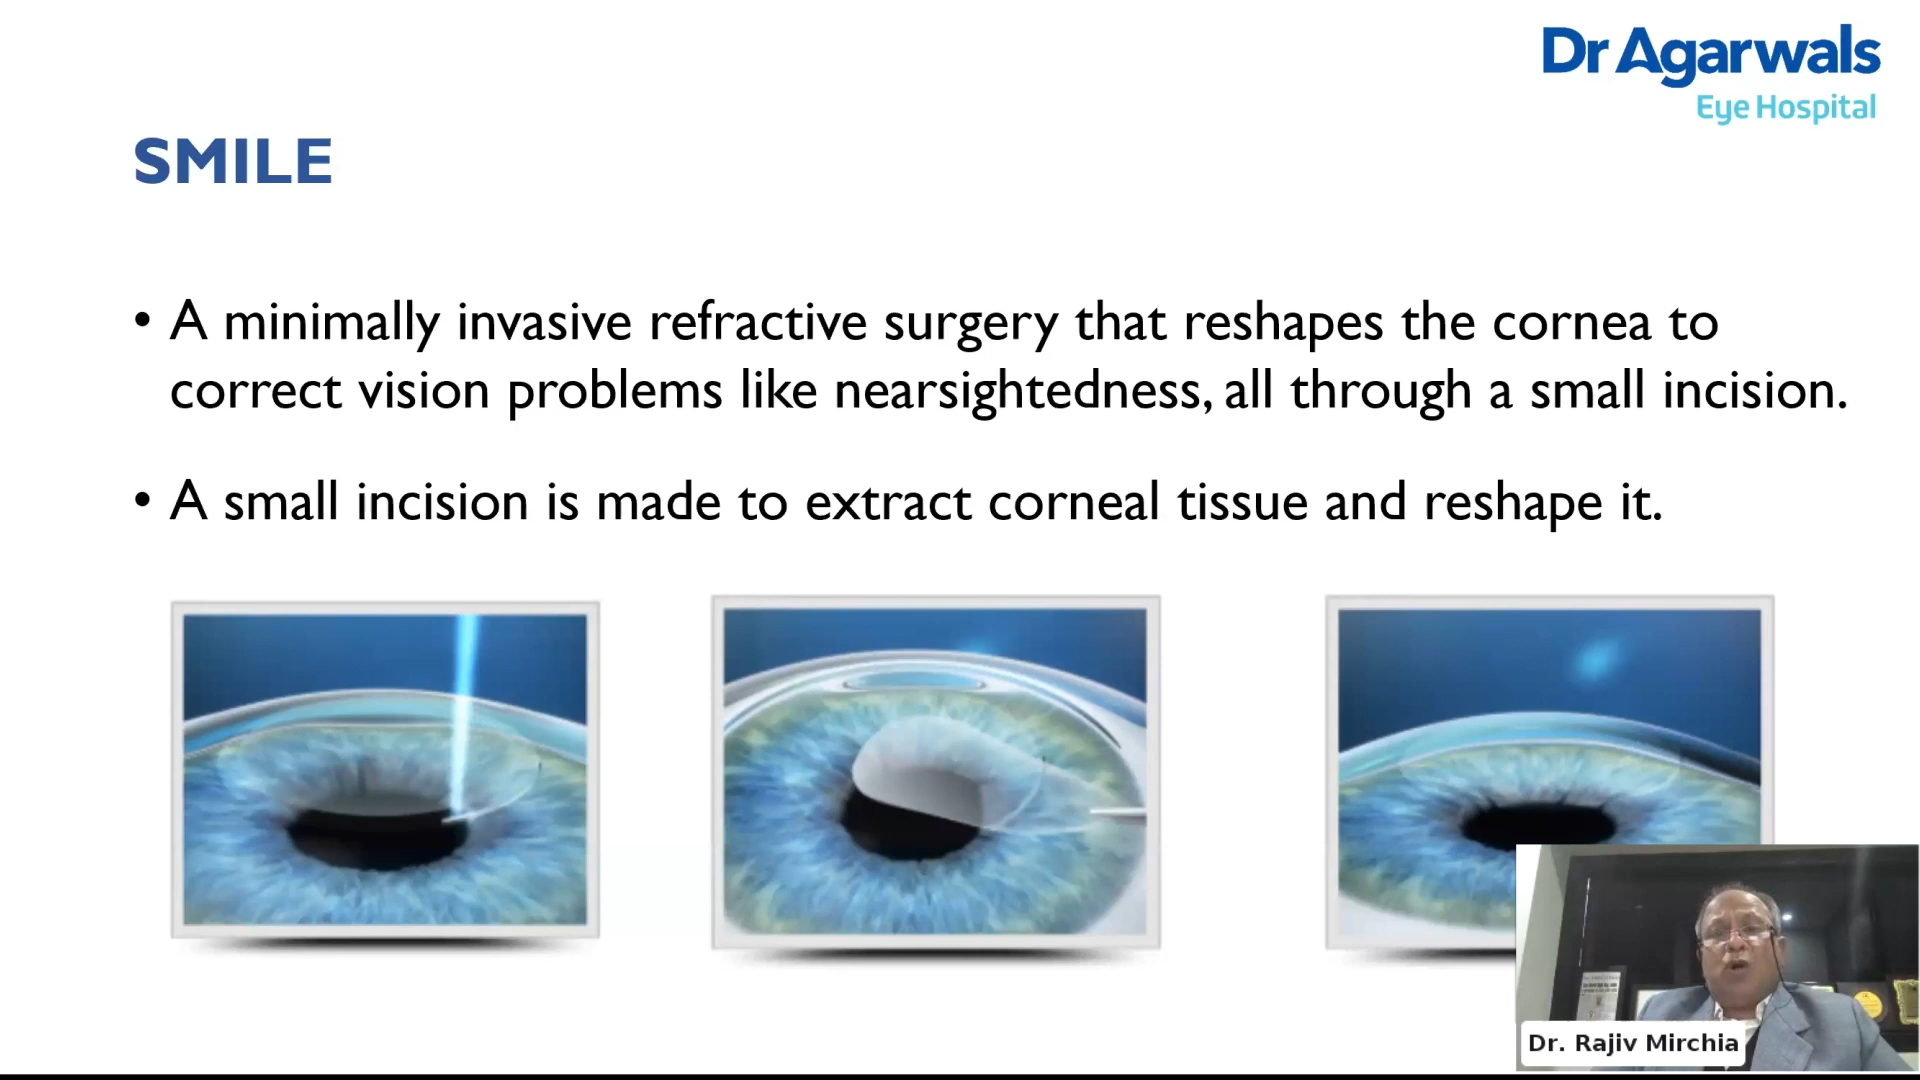 Dr Agarwals
Eye Hospital
SMILE
• A minimally invasive refractive surgery that reshapes the cornea to
correct vision problems like nearsightedness, all through a small incision.
• A small incision is made to extract corneal tissue and reshape it.
Dr. Rajiv Mirchia